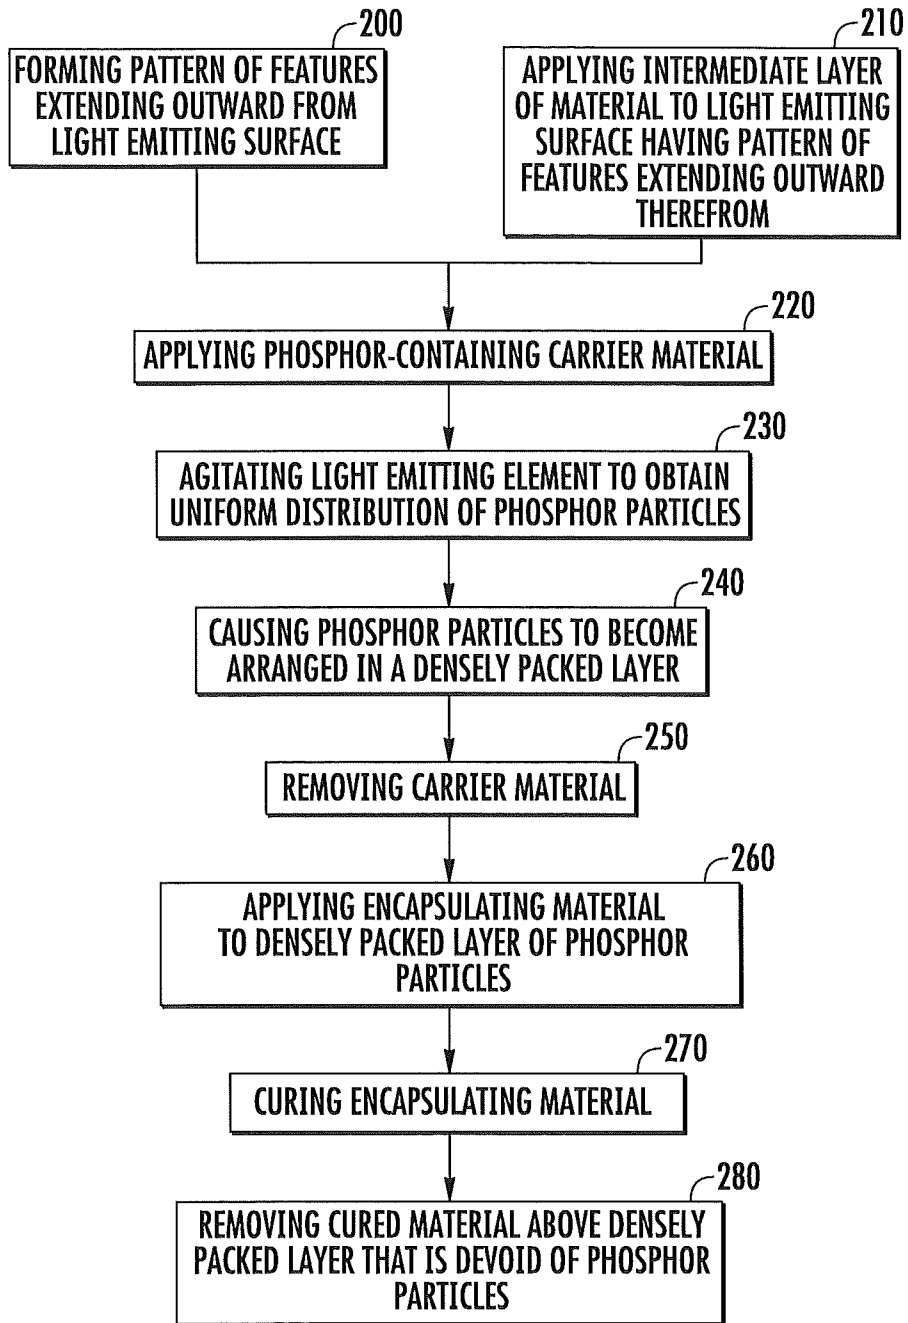 200
FORMING PATTERN OF FEATURES
EXTENDING OUTWARD FROM
LIGHT EMITTING SURFACE
210
APPLYING INTERMEDIATE LAYER
OF MATERIAL TO LIGHT EMITTING
SURFACE HAVING PATTERN OF
FEATURES EXTENDING OUTWARD
THEREFROM
220
APPLYING PHOSPHOR-CONTAINING CARRIER MATERIAL
230
AGITATING LIGHT EMITTING ELEMENT TO OBTAIN
UNIFORM DISTRIBUTION OF PHOSPHOR PARTICLES
240
CAUSING PHOSPHOR PARTICLES TO BECOME
ARRANGED IN A DENSELY PACKED LAYER
250
REMOVING CARRIER MATERIAL
260
APPLYING ENCAPSULATING MATERIAL
TO DENSELY PACKED LAYER OF PHOSPHOR
PARTICLES
270
CURING ENCAPSULATING MATERIAL
280
REMOVING CURED MATERIAL ABOVE DENSELY
PACKED LAYER THAT IS DEVOID OF PHOSPHOR
PARTICLES